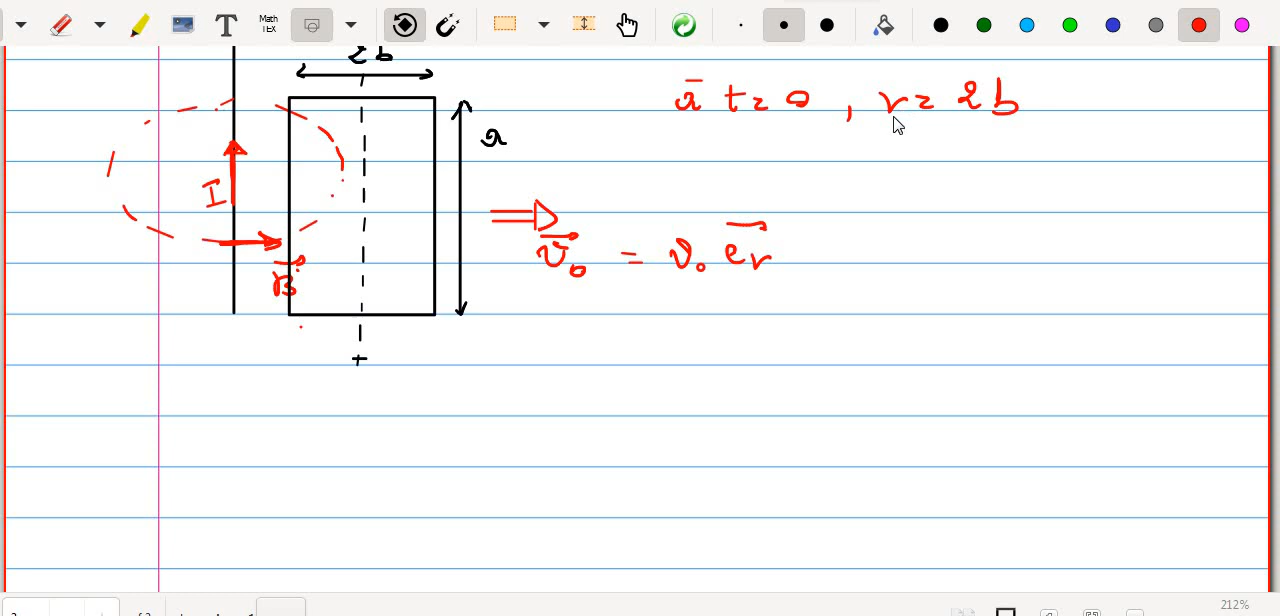 Math
TEX
2b
à t=0, r=2b
a
I
B
v₀ = v₀ e_r
212%